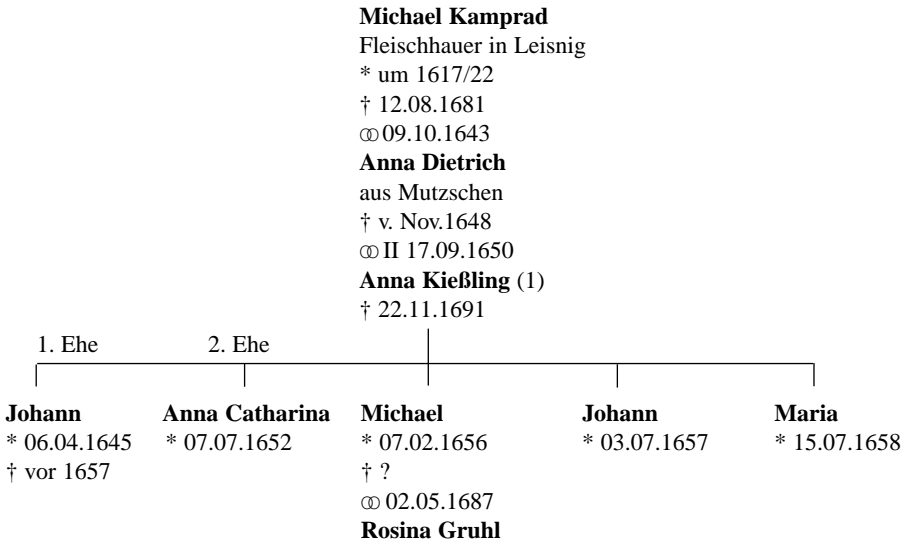 Michael Kamprad
Fleischhauer in Leisnig
* um 1617/22
† 12.08.1681
⚭ 09.10.1643
Anna Dietrich
aus Mutzschen
† v. Nov.1648
⚭ II 17.09.1650
Anna Kießling (1)
† 22.11.1691
1. Ehe 2. Ehe
Johann Anna Catharina Michael Johann Maria
* 06.04.1645 * 07.07.1652 * 07.02.1656 * 03.07.1657 * 15.07.1658
† vor 1657 † ?
⚭ 02.05.1687
Rosina Gruhl